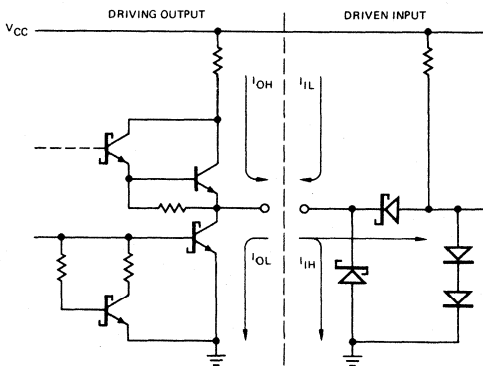 DRIVING OUTPUT
DRIVEN INPUT
VCC
IOH
IIL
IOL
IIH